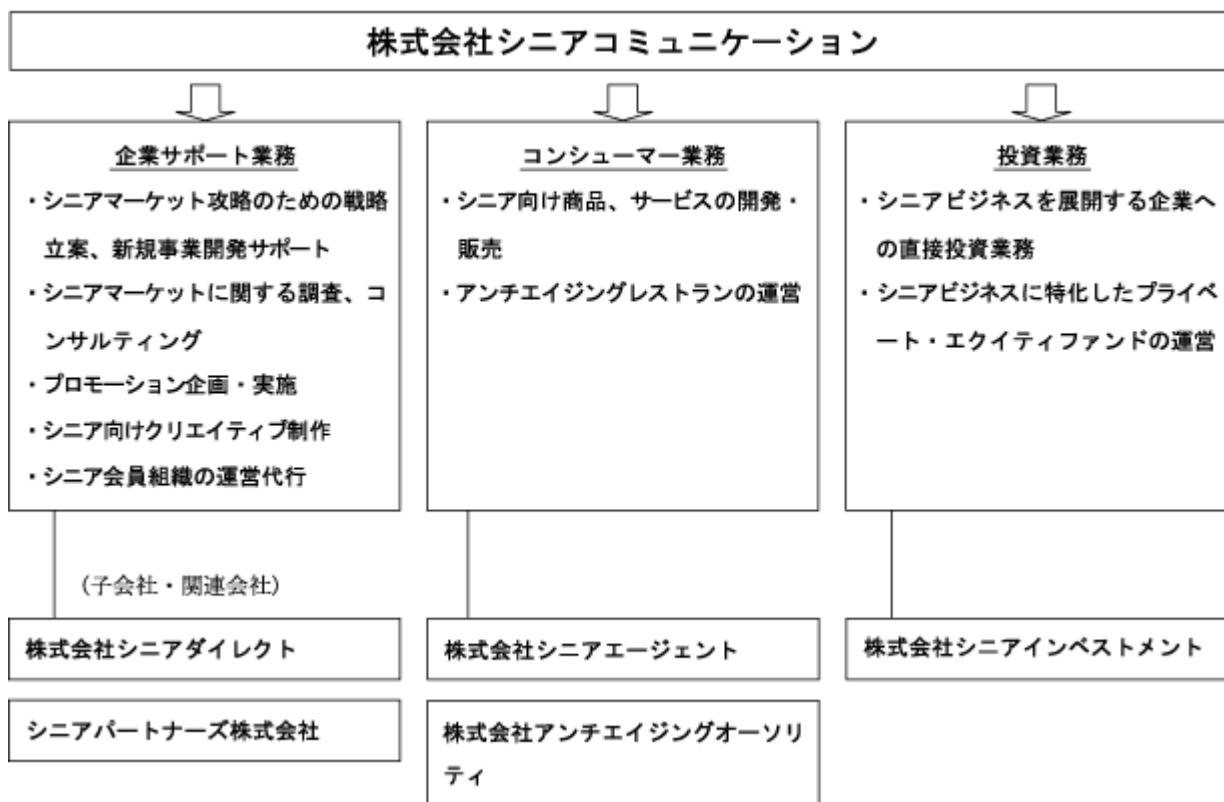 株式会社シニアコミュニケーション
企業サポート業務
・シニアマーケット攻略のための戦略
立案、新規事業開発サポート
・シニアマーケットに関する調査、コ
ンサルティング
・プロモーション企画・実施
・シニア向けクリエイティブ制作
・シニア会員組織の運営代行
コンシューマー業務
・シニア向け商品、サービスの開発・
販売
・アンチエイジングレストランの運営
投資業務
・シニアビジネスを展開する企業へ
の直接投資業務
・シニアビジネスに特化したプライベ
ート・エクイティファンドの運営
(子会社・関連会社)
株式会社シニアダイレクト
シニアパートナーズ株式会社
株式会社シニアエージェント
株式会社アンチエイジングオーソリ
ティ
株式会社シニアインベストメント